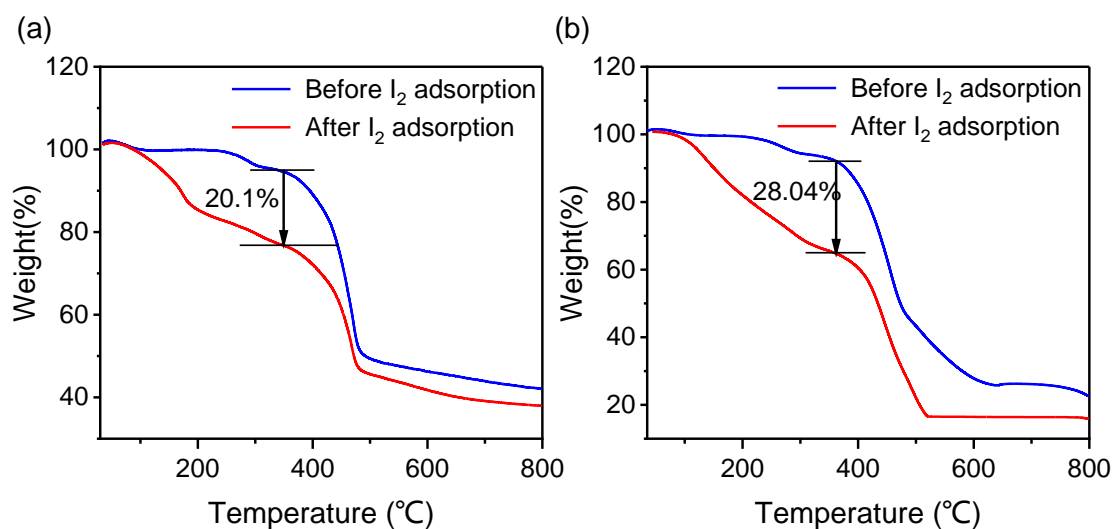 (a)
120
100
80
60
40
Weight(%)
Before I₂ adsorption
After I₂ adsorption
20.1%
200 400 600 800
Temperature (℃)
(b)
120
100
80
60
40
20
Weight(%)
Before I₂ adsorption
After I₂ adsorption
28.04%
200 400 600 800
Temperature (℃)